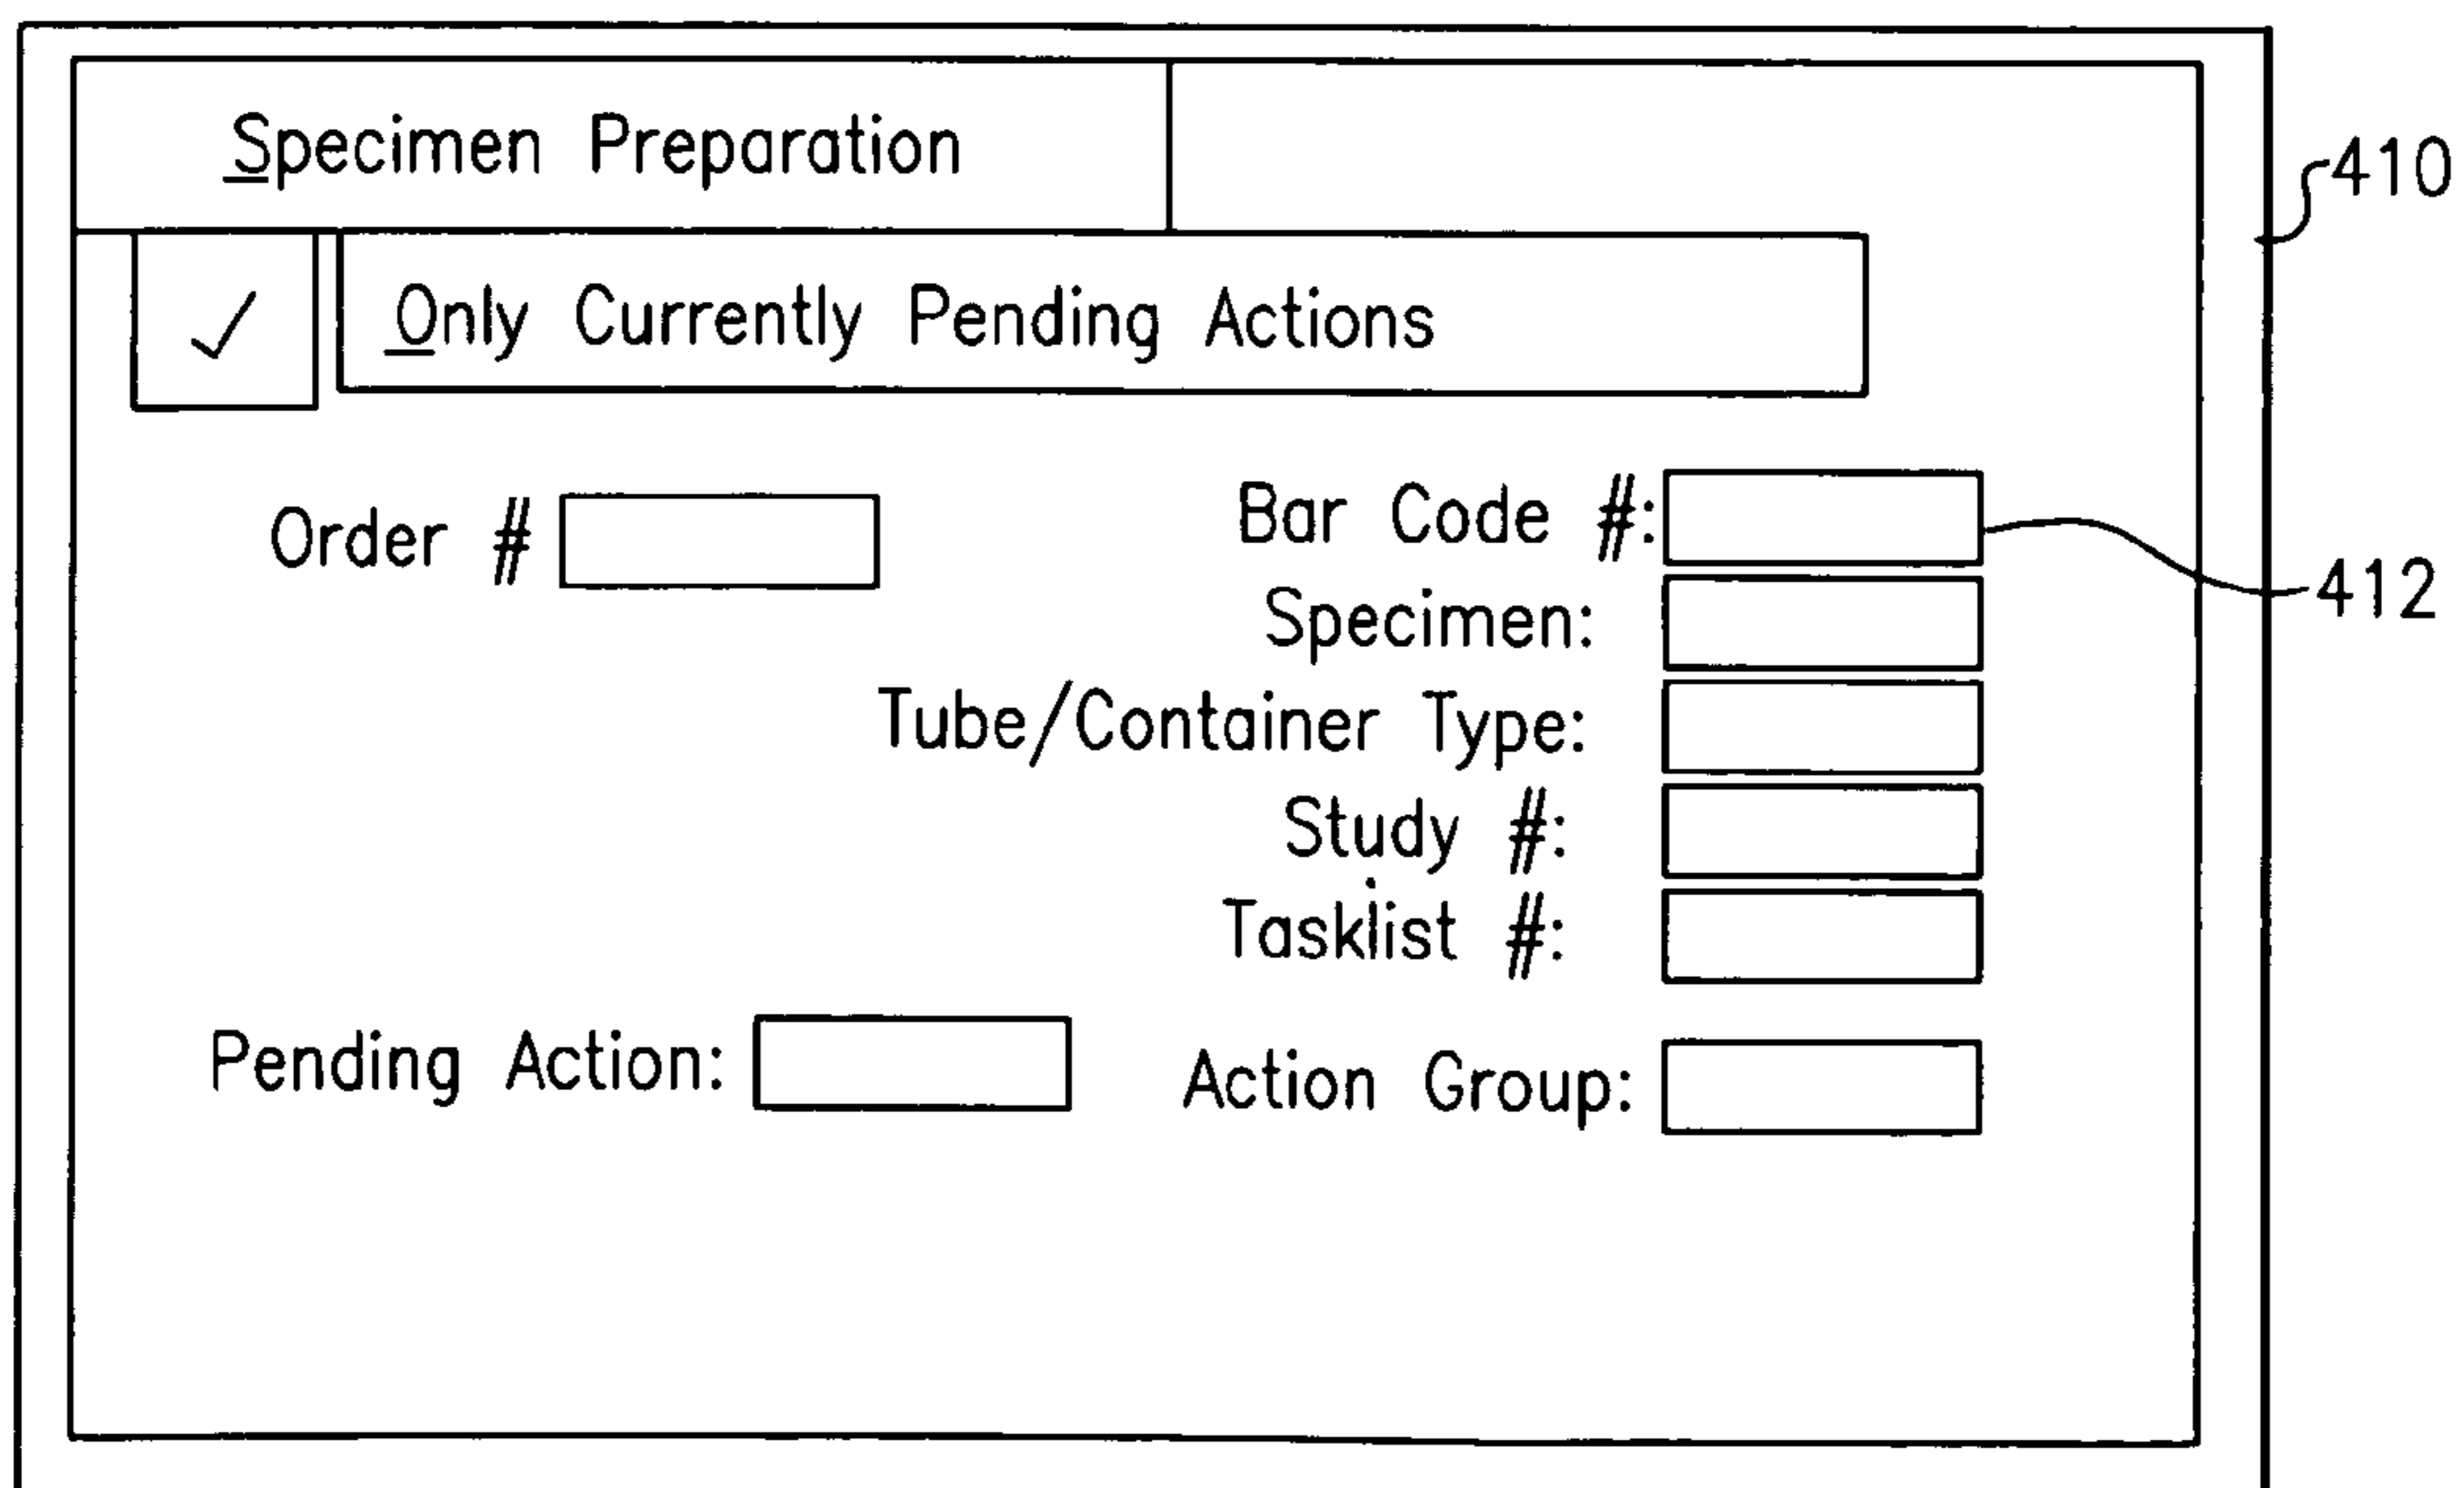 Specimen Preparation
410
✓ Only Currently Pending Actions
Order # Bar Code #:
412
Specimen:
Tube/Container Type:
Study #:
Tasklist #:
Pending Action: Action Group: